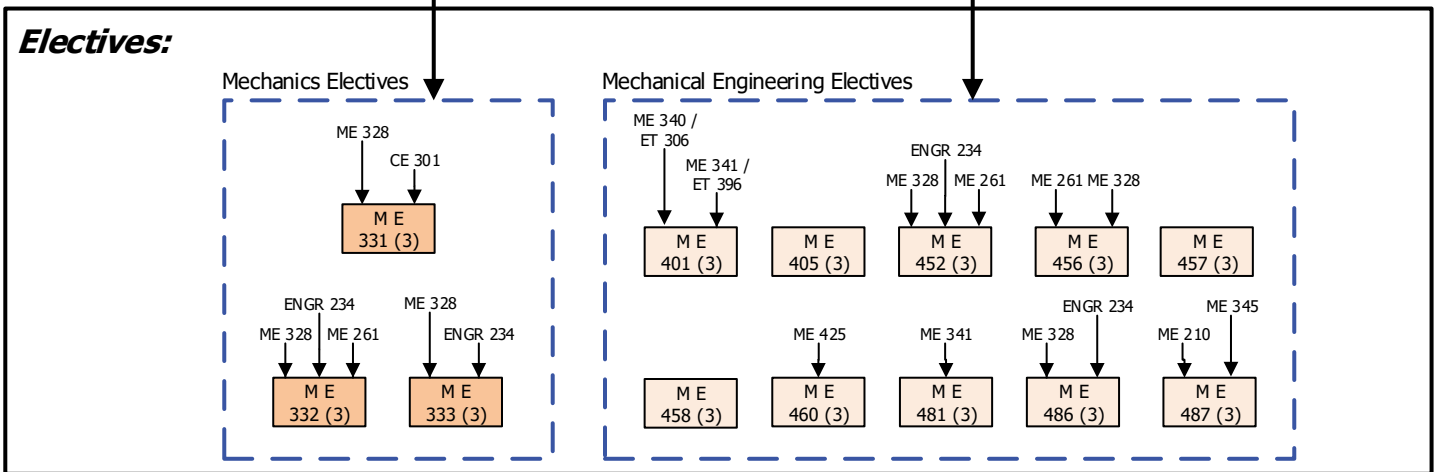 Electives:
Mechanics Electives
ME 328
CE 301
M E
331 (3)
ENGR 234
ME 328
ME 261
M E
332 (3)
ME 328
ENGR 234
M E
333 (3)
Mechanical Engineering Electives
ME 340 /
ET 306
ME 341 /
ET 396
M E
401 (3)
M E
405 (3)
ENGR 234
ME 328
ME 261
M E
452 (3)
ME 261
ME 328
M E
456 (3)
M E
457 (3)
M E
458 (3)
ME 425
M E
460 (3)
ME 341
M E
481 (3)
ENGR 234
ME 328
M E
486 (3)
ME 345
ME 210
M E
487 (3)